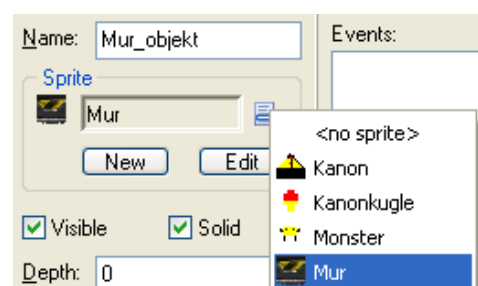 Name: Mur_objekt
Events:
Sprite
Mur
New Edit
<no sprite>
Kanon
Kanonkugle
Monster
Mur
Visible Solid
Depth: 0